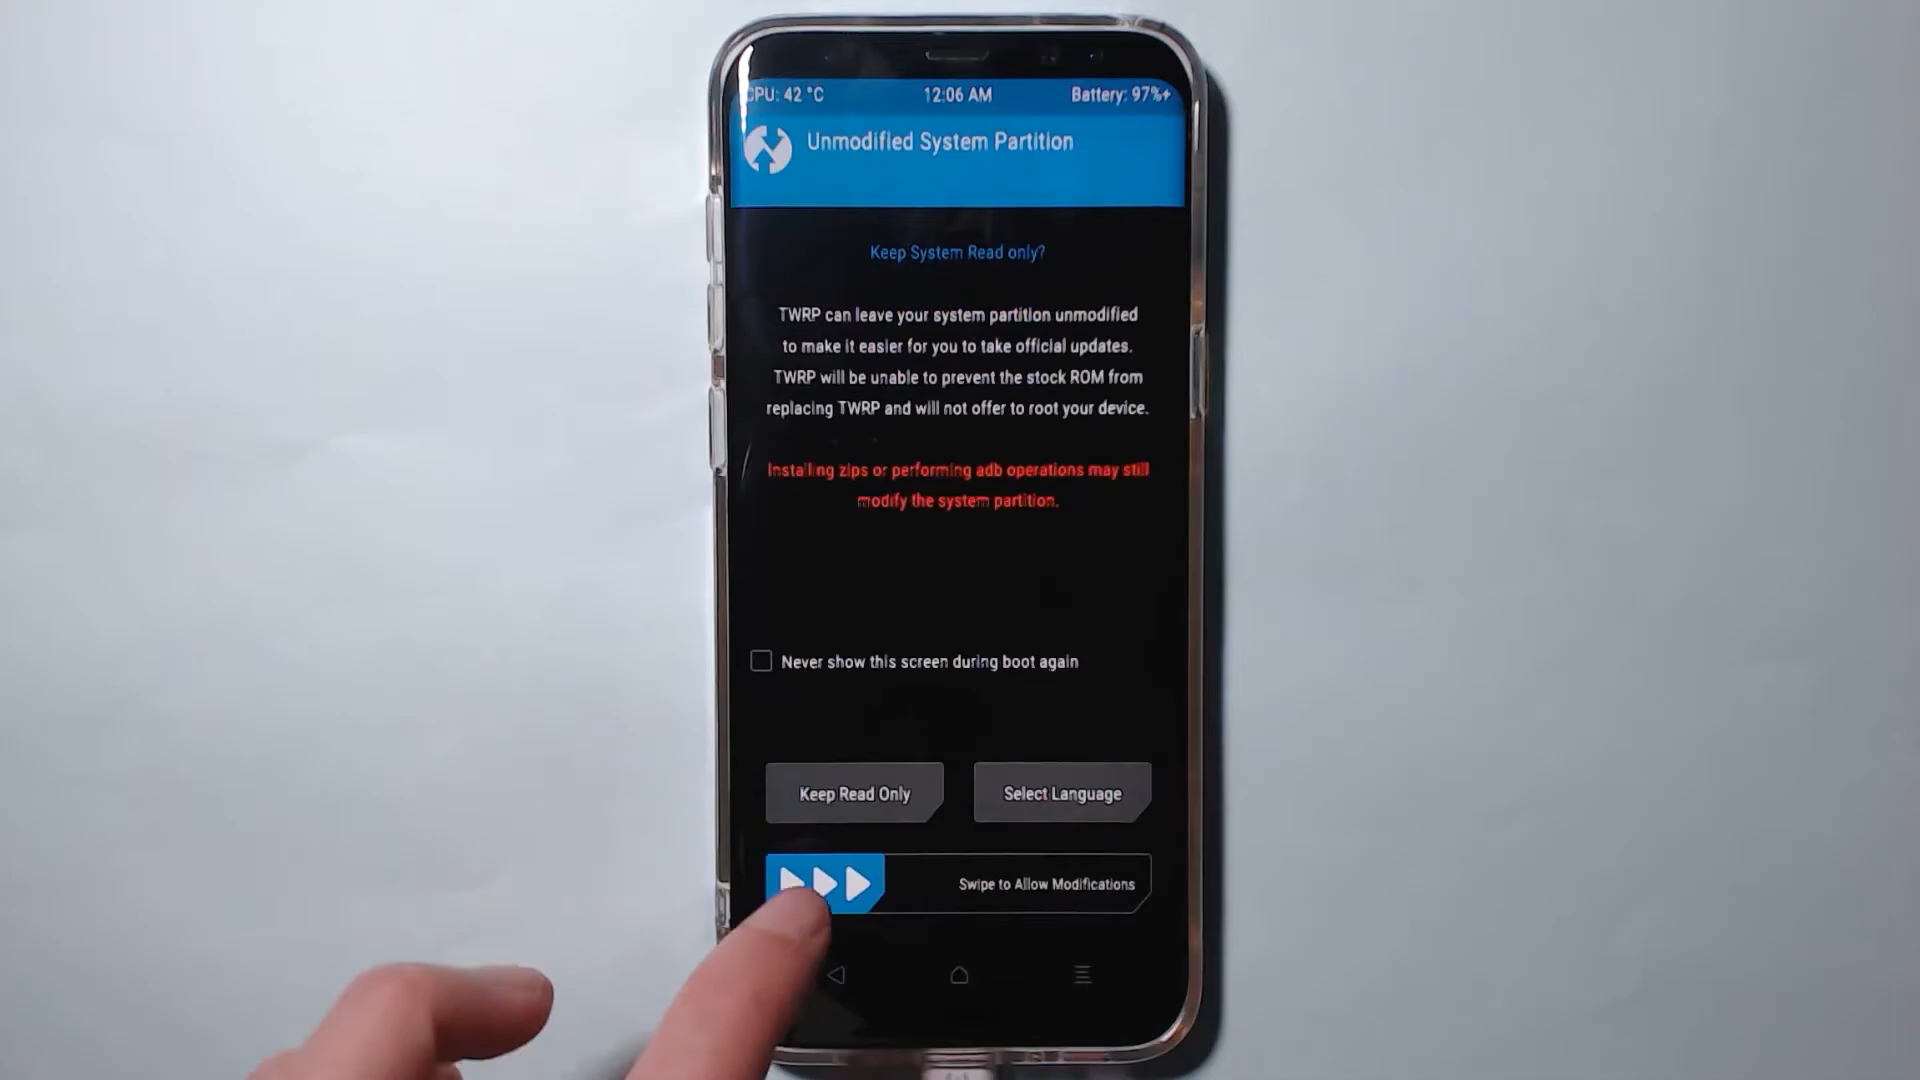 CPU: 42 °C 12:06 AM Battery: 97%+
Unmodified System Partition
Keep System Read only?
TWRP can leave your system partition unmodified
to make it easier for you to take official updates.
TWRP will be unable to prevent the stock ROM from
replacing TWRP and will not offer to root your device.
Installing zips or performing adb operations may still
modify the system partition.
Never show this screen during boot again
Keep Read Only Select Language
Swipe to Allow Modifications